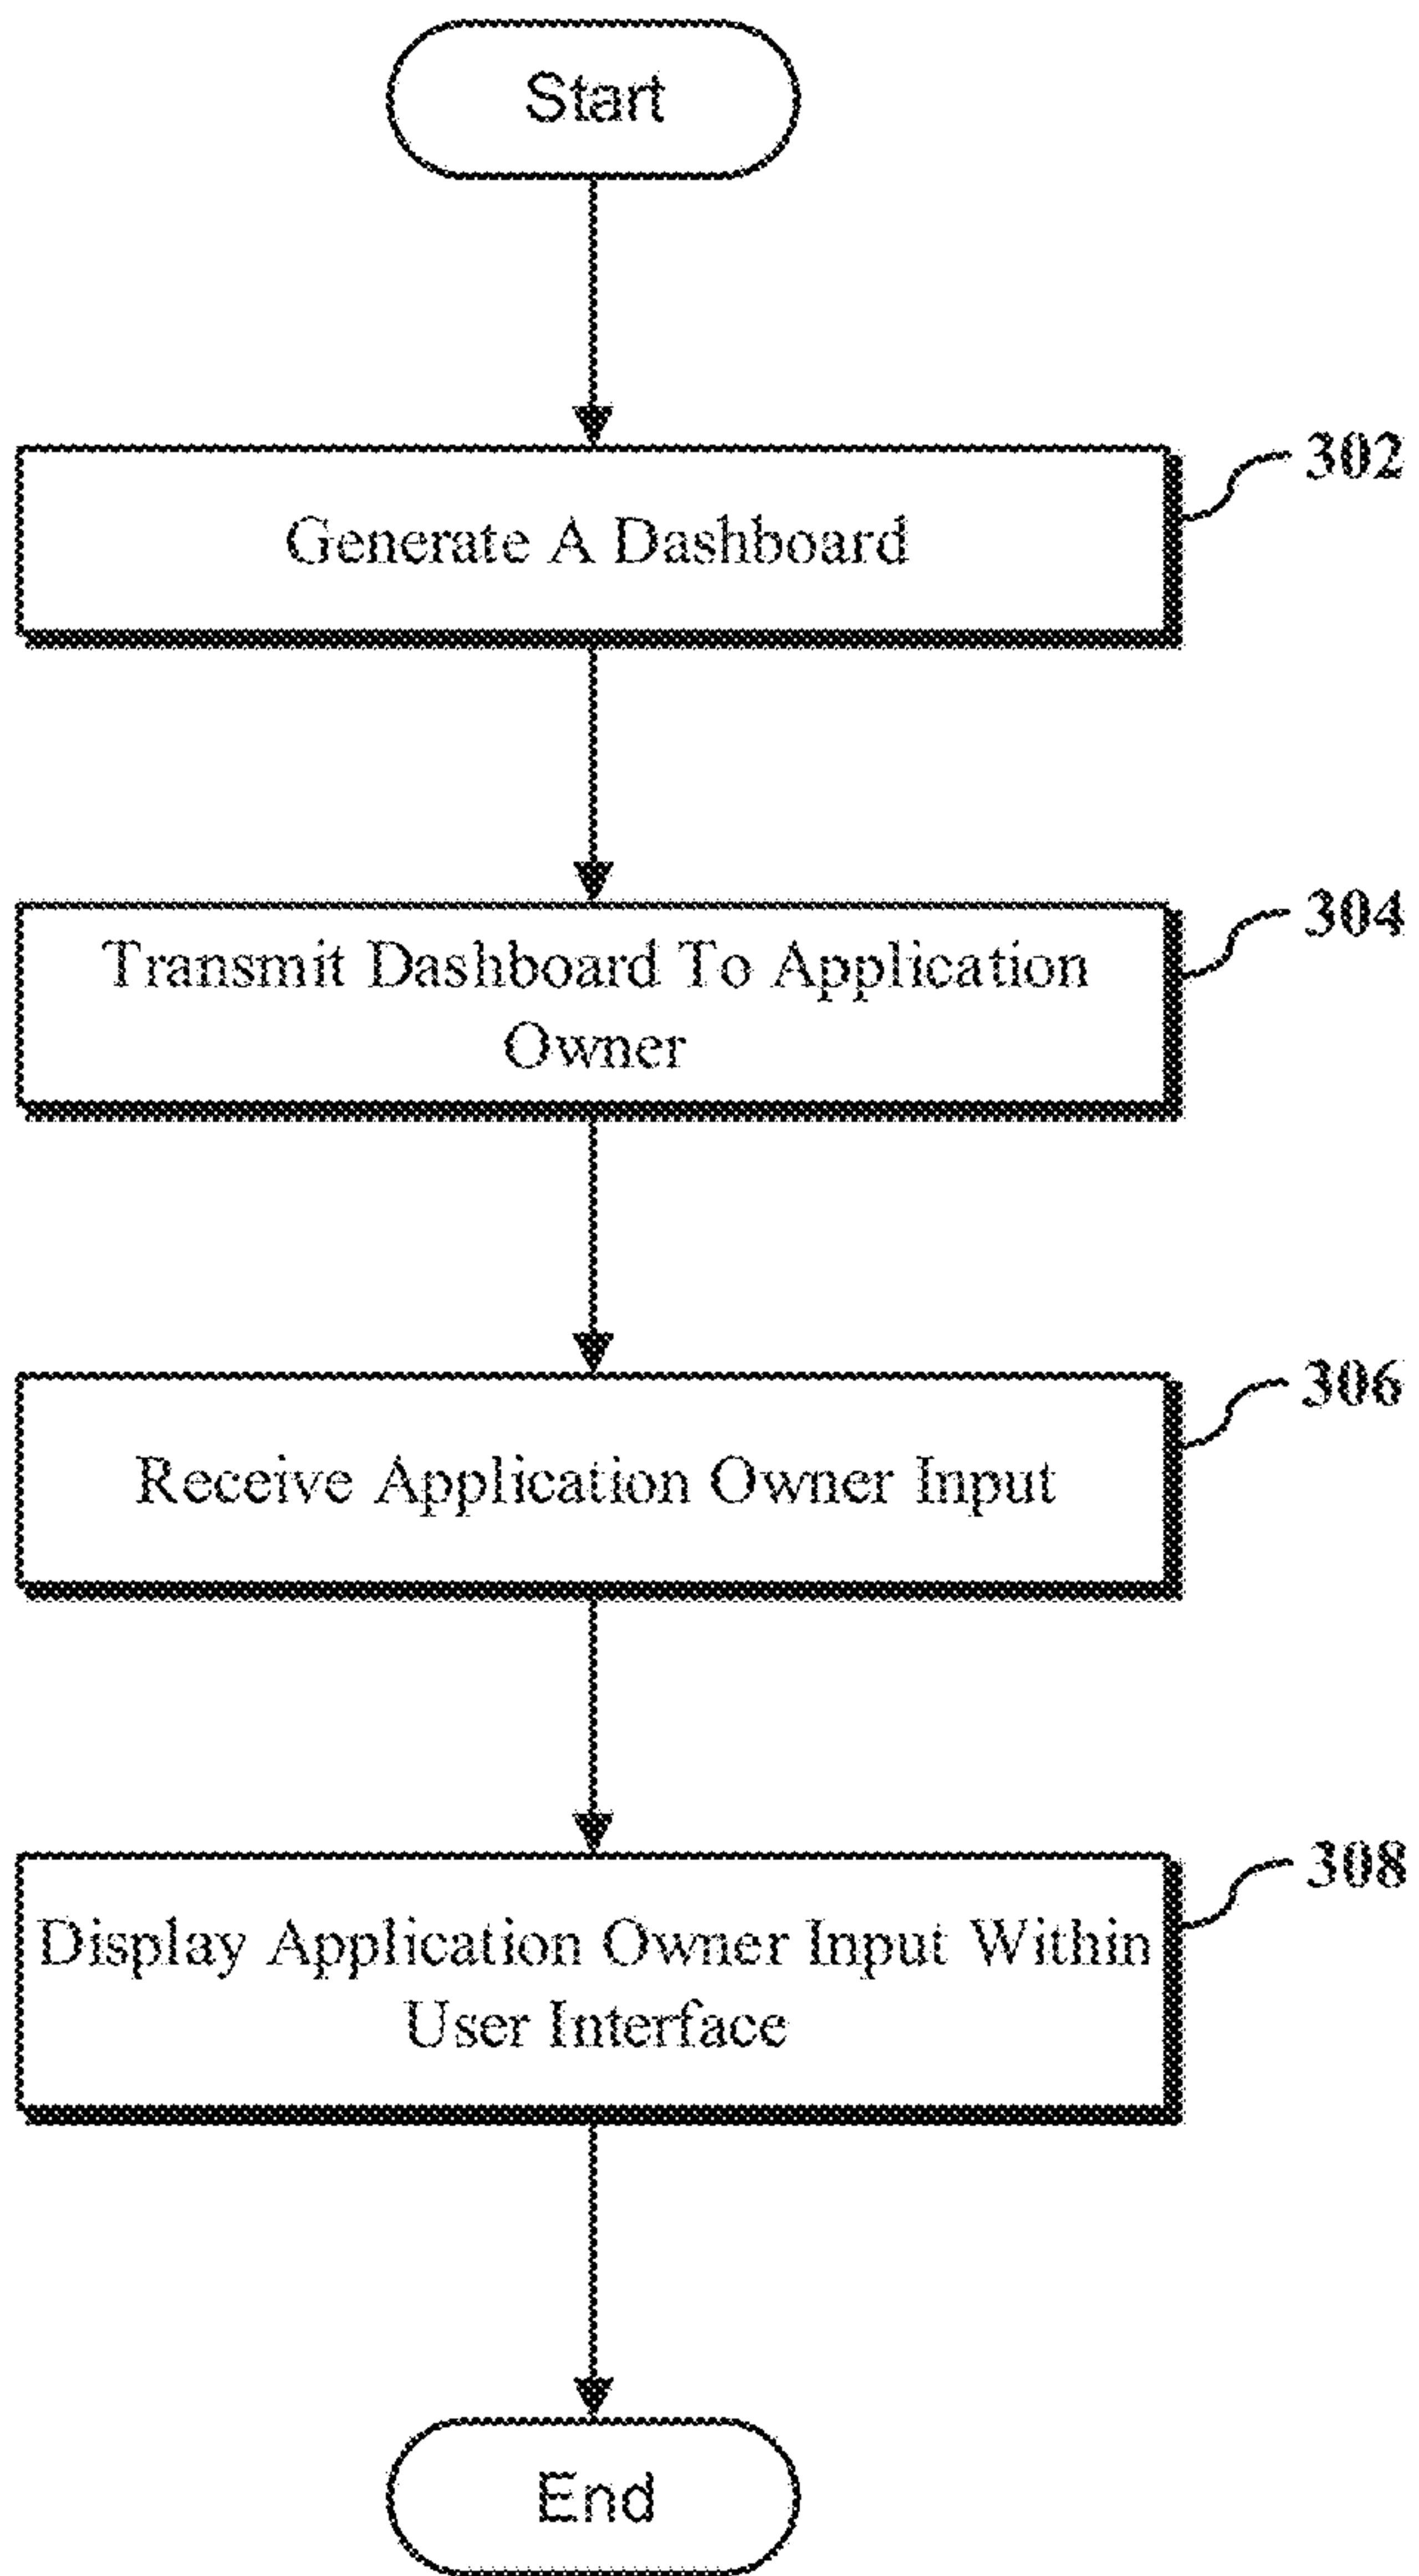 Start
302
Generate A Dashboard
304
Transmit Dashboard To Application
Owner
306
Receive Application Owner Input
308
Display Application Owner Input Within
User Interface
End